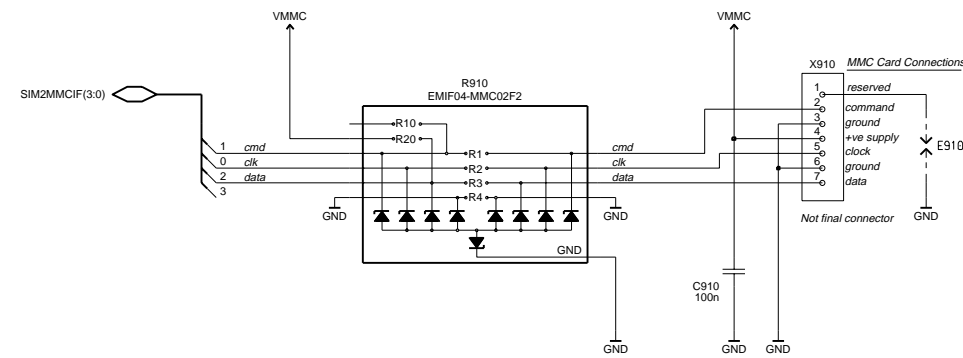 VMMC
VMMC
R910
EMIF04-MMC02F2
X910
MMC Card Connections
SIM2MMCIF(3:0)
R10
R20
1
reserved
2
command
3
ground
4
+ve supply
5
clock
6
ground
7
data
E910
1
cmd
R1
cmd
0
clk
R2
clk
2
data
R3
data
3
R4
GND
GND
GND
Not final connector
GND
C910
100n
GND
GND
GND